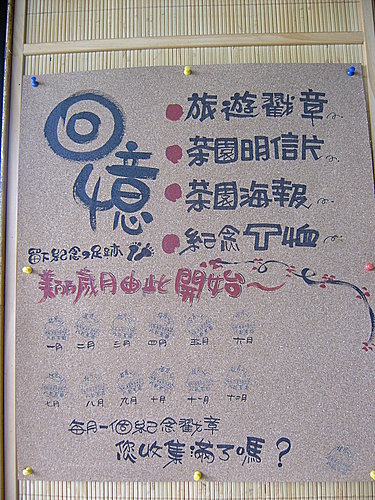 回憶
旅遊戳章
茶園明信片
茶園海報
紀念T恤
留下紀念の足跡
美麗歲月由此開始~
一月 二月 三月 四月 五月 六月
七月 八月 九月 十月 十一月 十二月
每月一個紀念戳章
您收集滿了嗎？